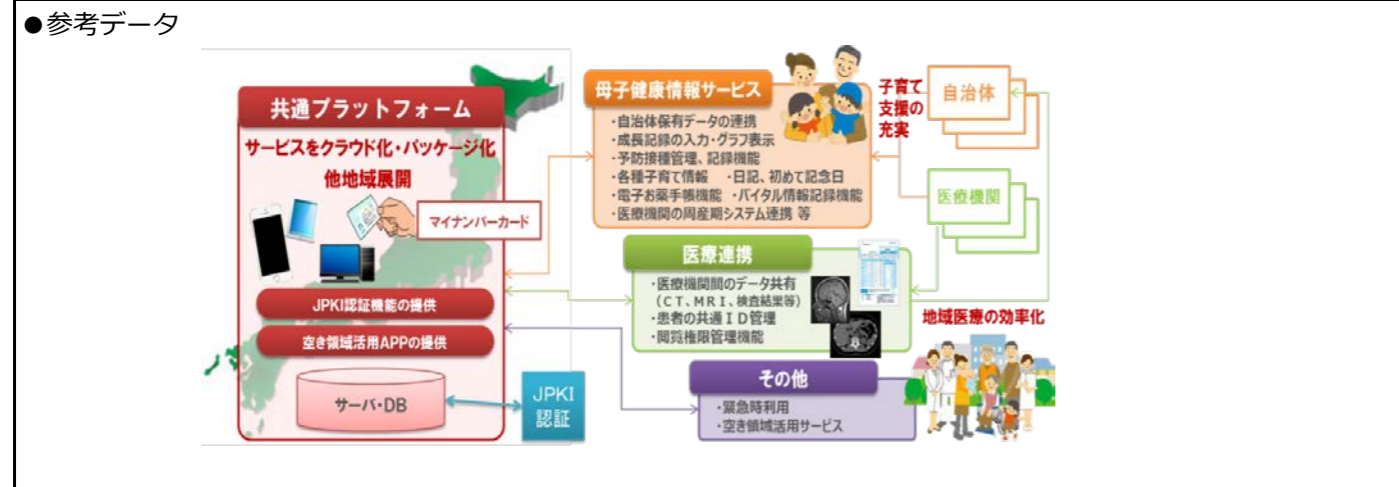 ●参考データ
共通プラットフォーム
サービスをクラウド化・パッケージ化
他地域展開
マイナンバーカード
JPKI認証機能の提供
空き領域活用APPの提供
サーバ・DB
JPKI
認証
母子健康情報サービス
・自治体保有データの連携
・成長記録の入力・グラフ表示
・予防接種管理、記録機能
・各種子育て情報 ・日記、初めて記念日
・電子お薬手帳機能 ・バイタル情報記録機能
・医療機関の周産期システム連携 等
子育て
支援の
充実
自治体
医療機関
医療連携
・医療機関間のデータ共有
(CT、MRI、検査結果等)
・患者の共通ID管理
・閲覧権限管理機能
地域医療の効率化
その他
・緊急時利用
・空き領域活用サービス